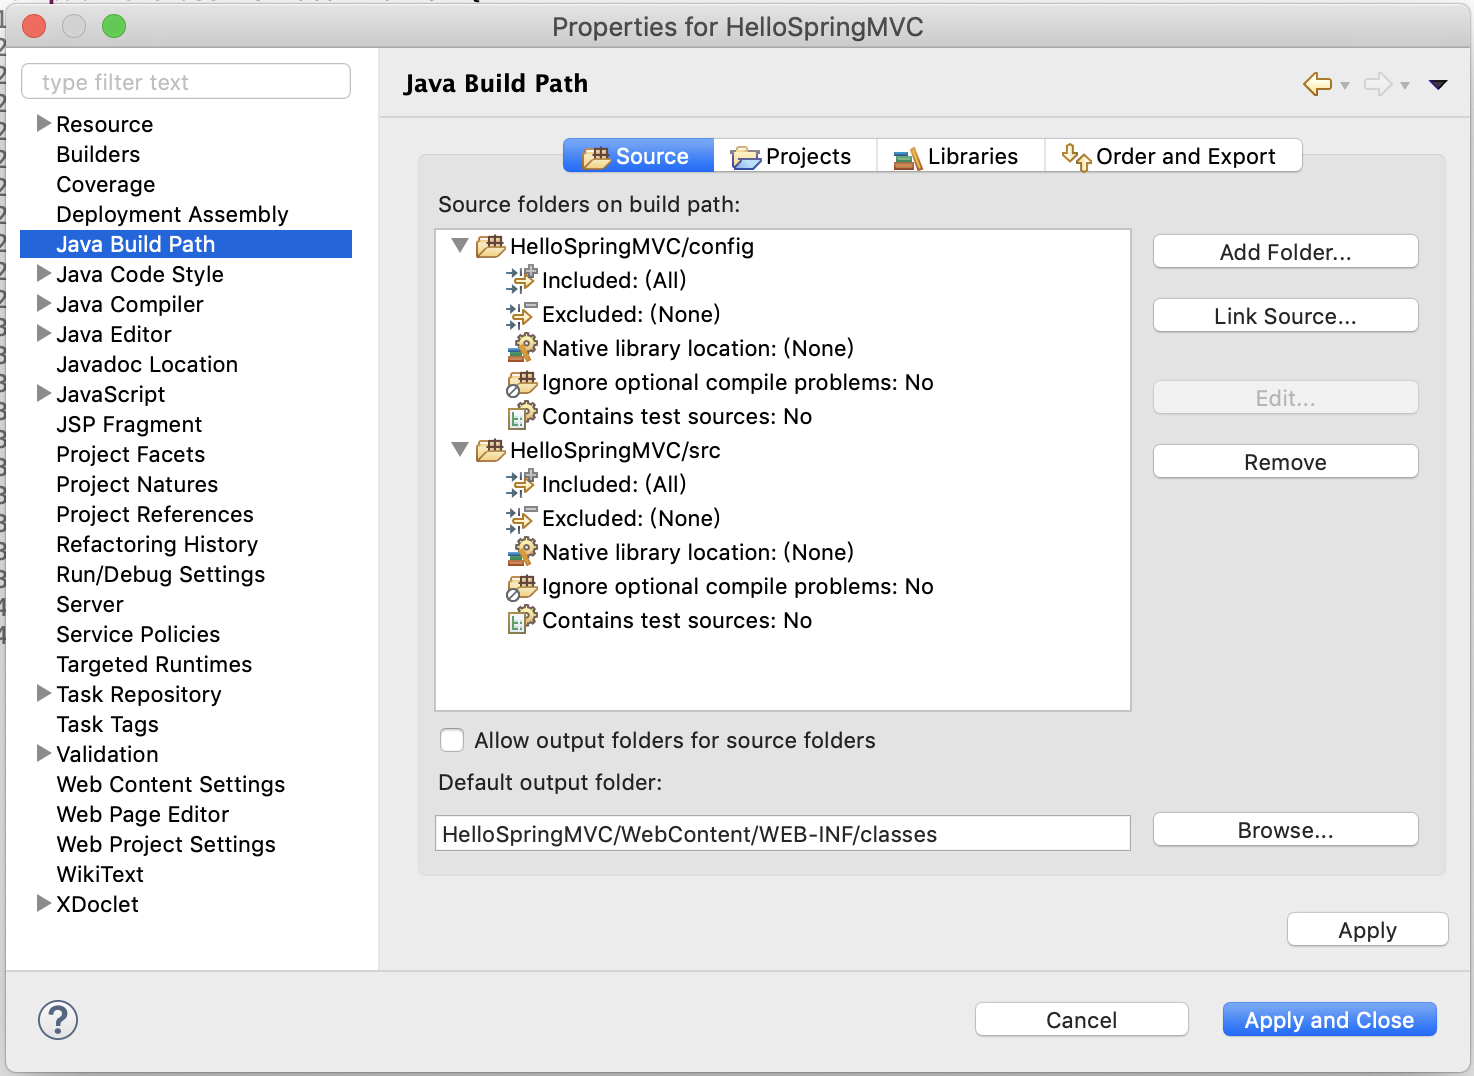 Properties for HelloSpringMVC
type filter text
Resource
Builders
Coverage
Deployment Assembly
Java Build Path
Java Code Style
Java Compiler
Java Editor
Javadoc Location
JavaScript
JSP Fragment
Project Facets
Project Natures
Project References
Refactoring History
Run/Debug Settings
Server
Service Policies
Targeted Runtimes
Task Repository
Task Tags
Validation
Web Content Settings
Web Page Editor
Web Project Settings
WikiText
XDoclet
Java Build Path
Source Projects Libraries Order and Export
Source folders on build path:
HelloSpringMVC/config
Included: (All)
Excluded: (None)
Native library location: (None)
Ignore optional compile problems: No
Contains test sources: No
HelloSpringMVC/src
Included: (All)
Excluded: (None)
Native library location: (None)
Ignore optional compile problems: No
Contains test sources: No
Add Folder...
Link Source...
Edit...
Remove
Allow output folders for source folders
Default output folder:
HelloSpringMVC/WebContent/WEB-INF/classes
Browse...
Apply
?
Cancel
Apply and Close